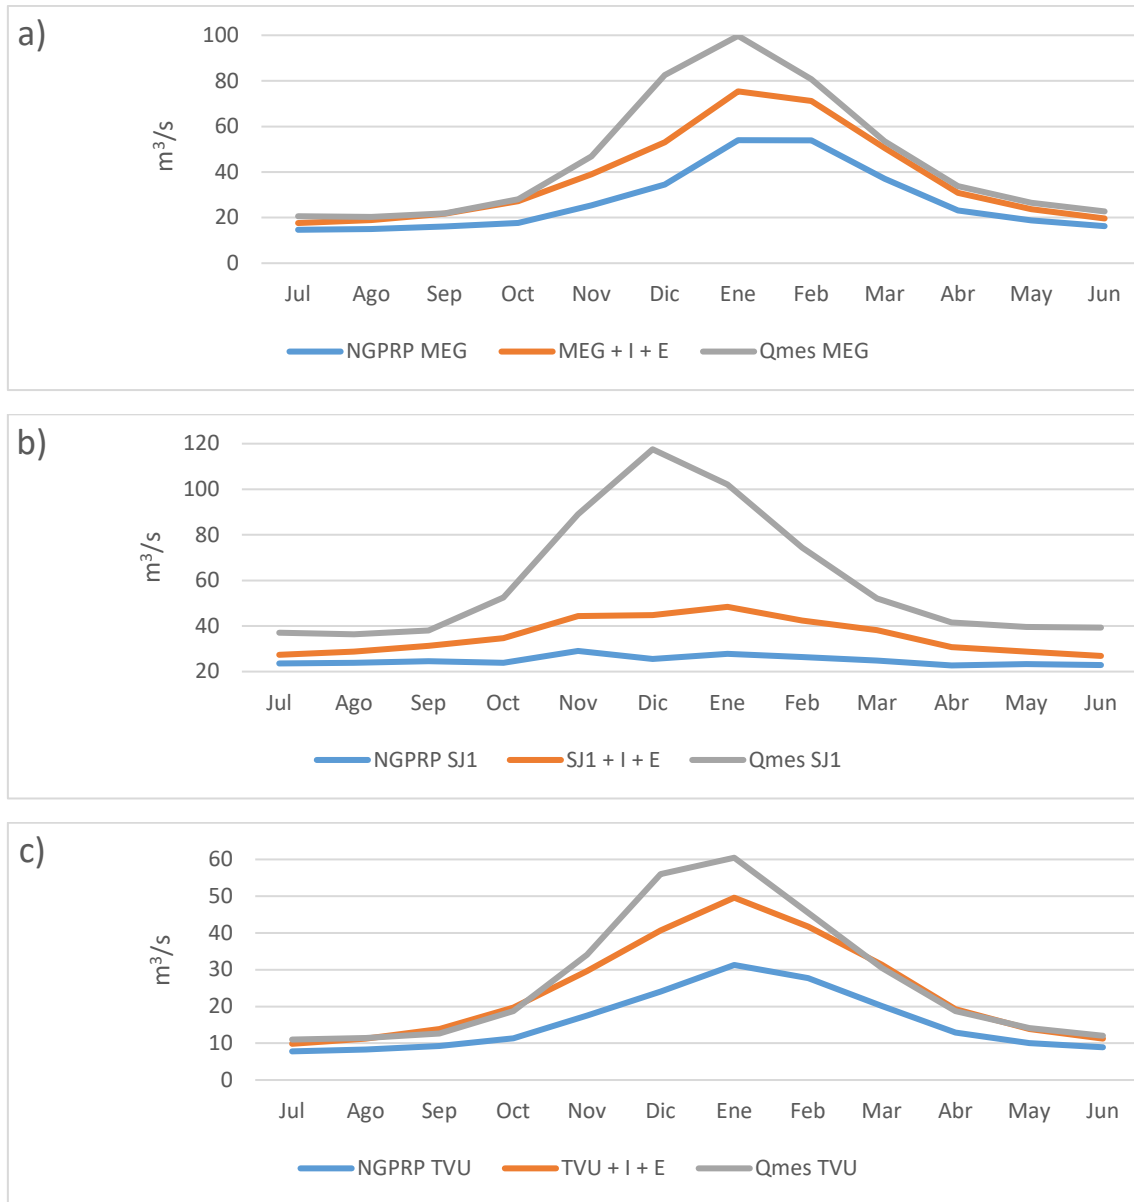 a)
m³/s
100
80
60
40
20
0
Jul Ago Sep Oct Nov Dic Ene Feb Mar Abr May Jun
NGPRP MEG MEG + I + E Qmes MEG
b)
m³/s
120
100
80
60
40
20
Jul Ago Sep Oct Nov Dic Ene Feb Mar Abr May Jun
NGPRP SJ1 SJ1 + I + E Qmes SJ1
c)
m³/s
60
50
40
30
20
10
0
Jul Ago Sep Oct Nov Dic Ene Feb Mar Abr May Jun
NGPRP TVU TVU + I + E Qmes TVU